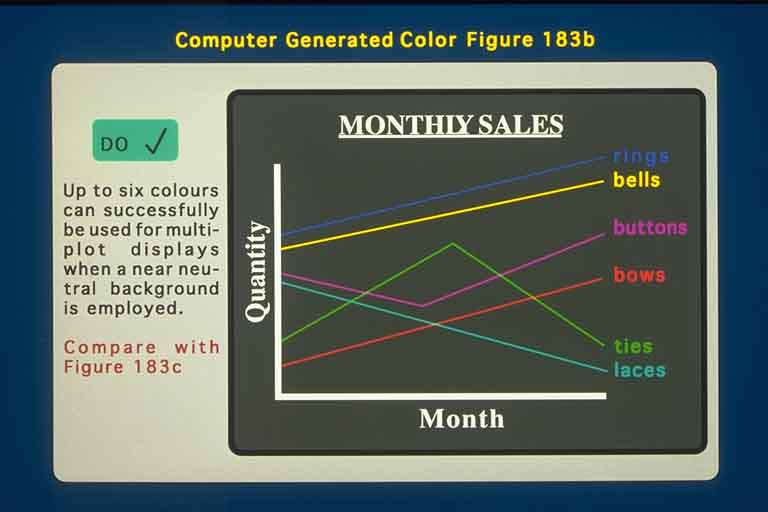 Computer Generated Color Figure 183b
DO ✓
Up to six colours
can successfully
be used for multi-
plot displays
when a near neu-
tral background
is employed.
Compare with
Figure 183c
MONTHLY SALES
Quantity
rings
bells
buttons
bows
ties
laces
Month